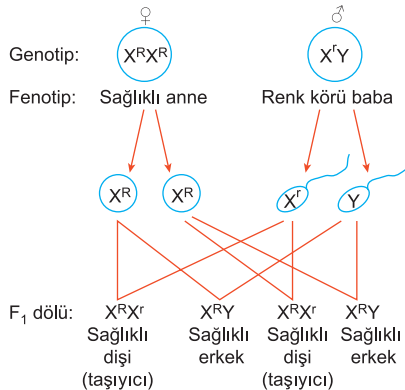 ♀ ♂
Genotip: XᴿXᴿ XʳY
Fenotip: Sağlıklı anne Renk körü baba
Xᴿ Xᴿ Xʳ Y
F₁ dölü: XᴿXʳ XᴿY XᴿXʳ XᴿY
Sağlıklı Sağlıklı Sağlıklı Sağlıklı
dişi erkek dişi erkek
(taşıyıcı) (taşıyıcı)